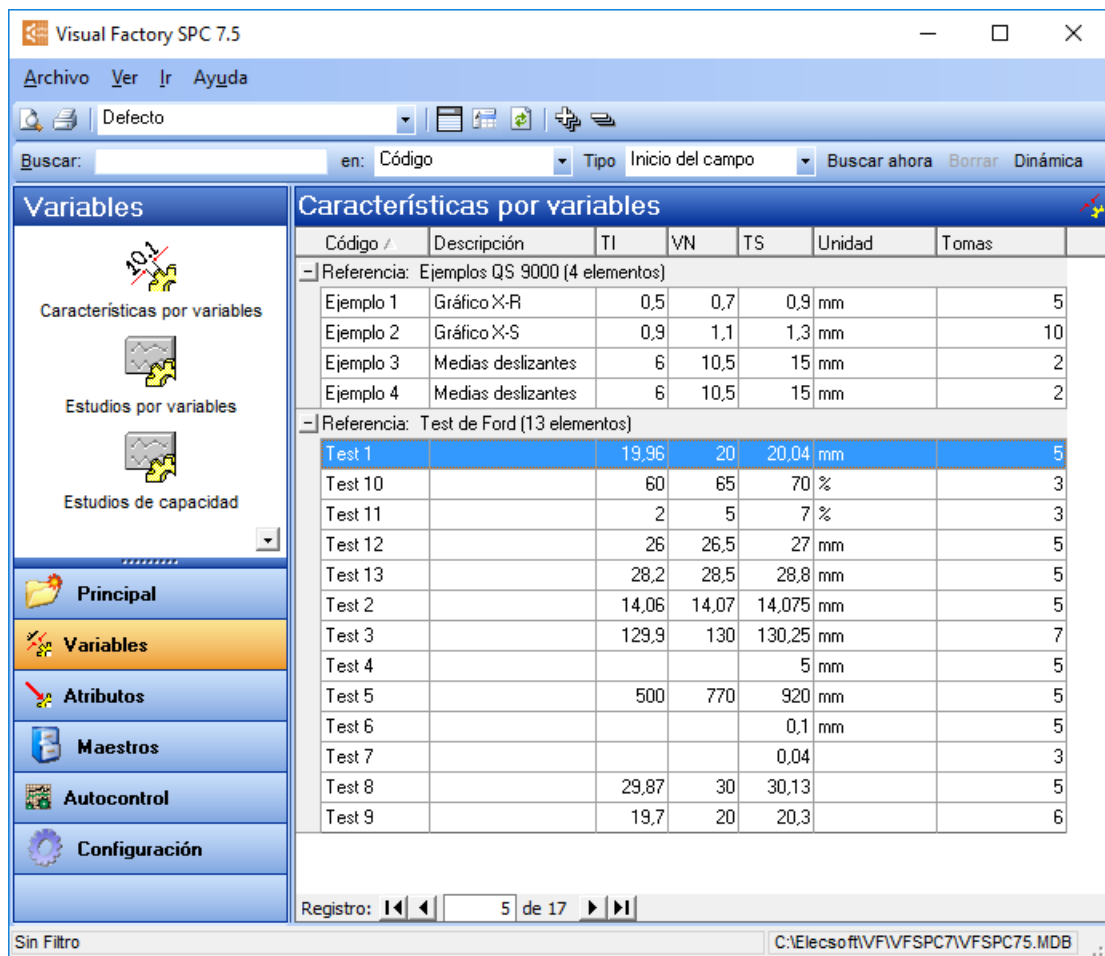 Visual Factory SPC 7.5
Archivo Ver Ir Ayuda
Defecto
Buscar: en: Código Tipo Inicio del campo Buscar ahora Borrar Dinámica
Variables
10.1
Características por variables
Estudios por variables
Estudios de capacidad
Principal
Variables
Atributos
Maestros
Autocontrol
Configuración
Características por variables
Código Descripción TI VN TS Unidad Tomas
Referencia: Ejemplos QS 9000 (4 elementos)
Ejemplo 1 Gráfico X-R 0,5 0,7 0,9 mm 5
Ejemplo 2 Gráfico X-S 0,9 1,1 1,3 mm 10
Ejemplo 3 Medias deslizantes 6 10,5 15 mm 2
Ejemplo 4 Medias deslizantes 6 10,5 15 mm 2
Referencia: Test de Ford (13 elementos)
Test 1 19,96 20 20,04 mm 5
Test 10 60 65 70 % 3
Test 11 2 5 7 % 3
Test 12 26 26,5 27 mm 5
Test 13 28,2 28,5 28,8 mm 5
Test 2 14,06 14,07 14,075 mm 5
Test 3 129,9 130 130,25 mm 7
Test 4 5 mm 5
Test 5 500 770 920 mm 5
Test 6 0,1 mm 5
Test 7 0,04 3
Test 8 29,87 30 30,13 5
Test 9 19,7 20 20,3 6
Registro: 5 de 17
Sin Filtro C:\Elecsoft\VF\VFSPC7\VFSPC75.MDB